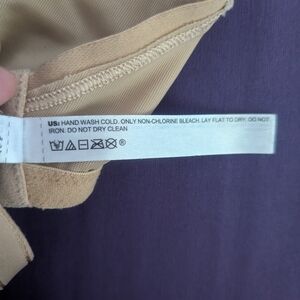 US: HAND WASH COLD. ONLY NON-CHLORINE BLEACH. LAY FLAT TO DRY. DO NOT
IRON. DO NOT DRY CLEAN
®